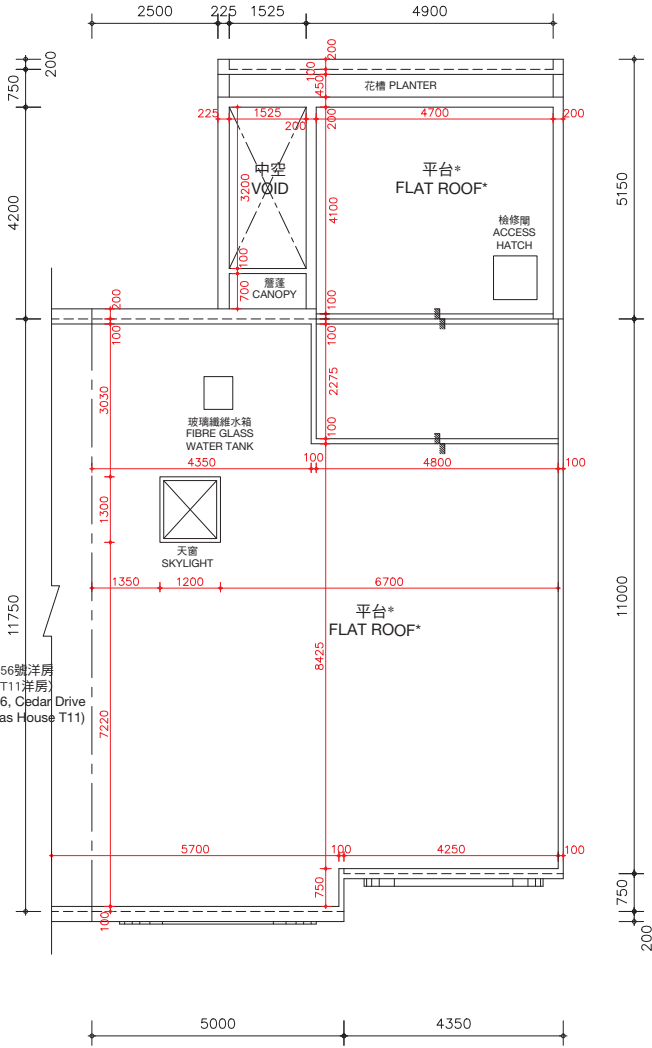 2500 225 1525 4900
200
750
200
100
450
花槽 PLANTER
225 1525 200 200 4700 200
中空
VOID
3200
平台*
FLAT ROOF*
4100
檢修閘
ACCESS
HATCH
4200
5150
100
700
簷蓬
CANOPY
200
100
100
100
3030
2275
玻璃纖維水箱
FIBRE GLASS
WATER TANK
100
4350 100 4800 100
1300
天窗
SKYLIGHT
1350 1200 6700
11750
11000
平台*
FLAT ROOF*
8425
56號洋房
T11洋房)
6, Cedar Drive
as House T11)
7220
5700 100 4250 100
750
100
750
200
5000 4350